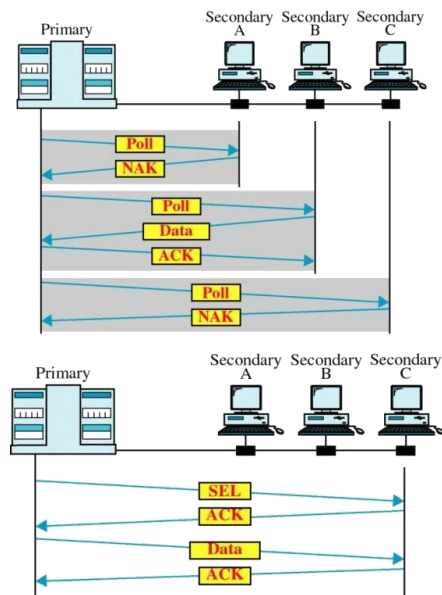 Primary
Secondary A
Secondary B
Secondary C
Poll
NAK
Poll
Data
ACK
Poll
NAK
Primary
Secondary A
Secondary B
Secondary C
SEL
ACK
Data
ACK